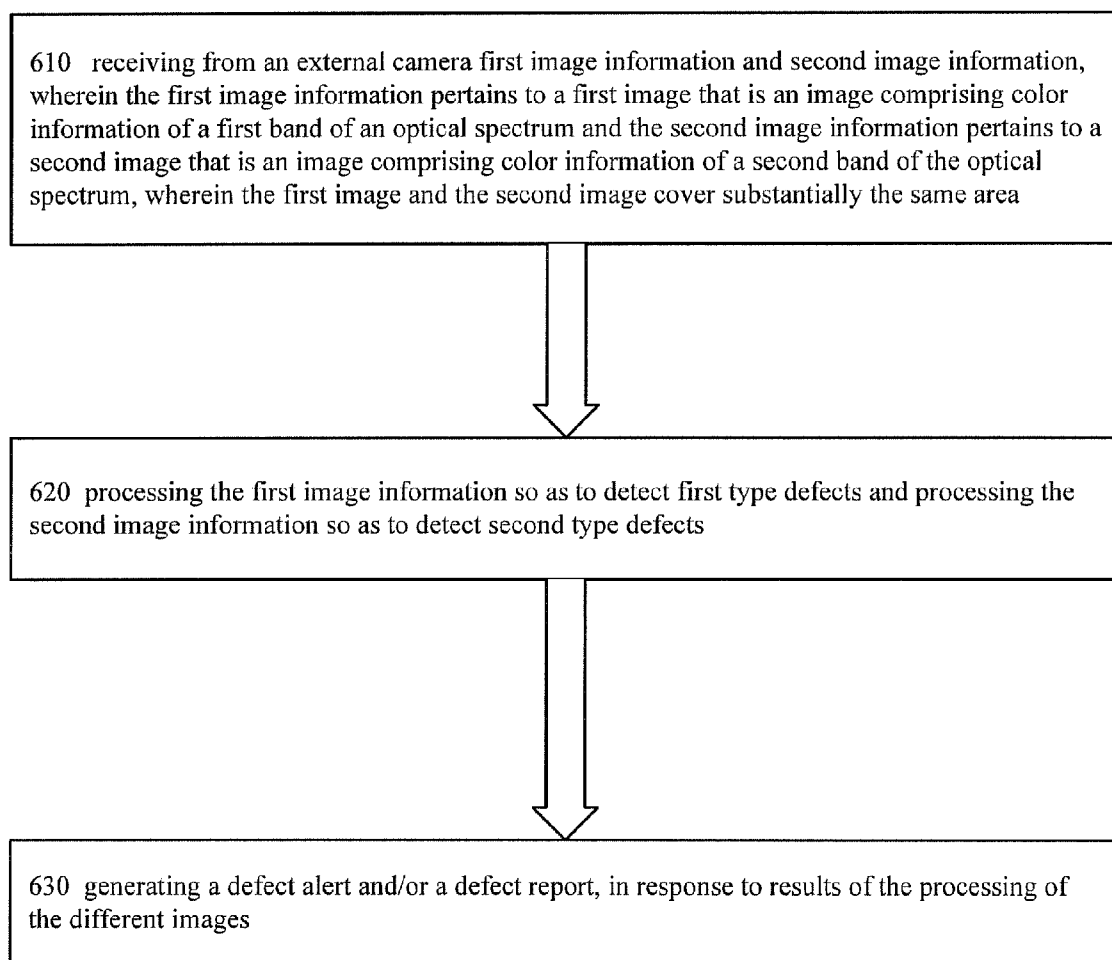 610 receiving from an external camera first image information and second image information,
wherein the first image information pertains to a first image that is an image comprising color
information of a first band of an optical spectrum and the second image information pertains to a
second image that is an image comprising color information of a second band of the optical
spectrum, wherein the first image and the second image cover substantially the same area
620 processing the first image information so as to detect first type defects and processing the
second image information so as to detect second type defects
630 generating a defect alert and/or a defect report, in response to results of the processing of
the different images